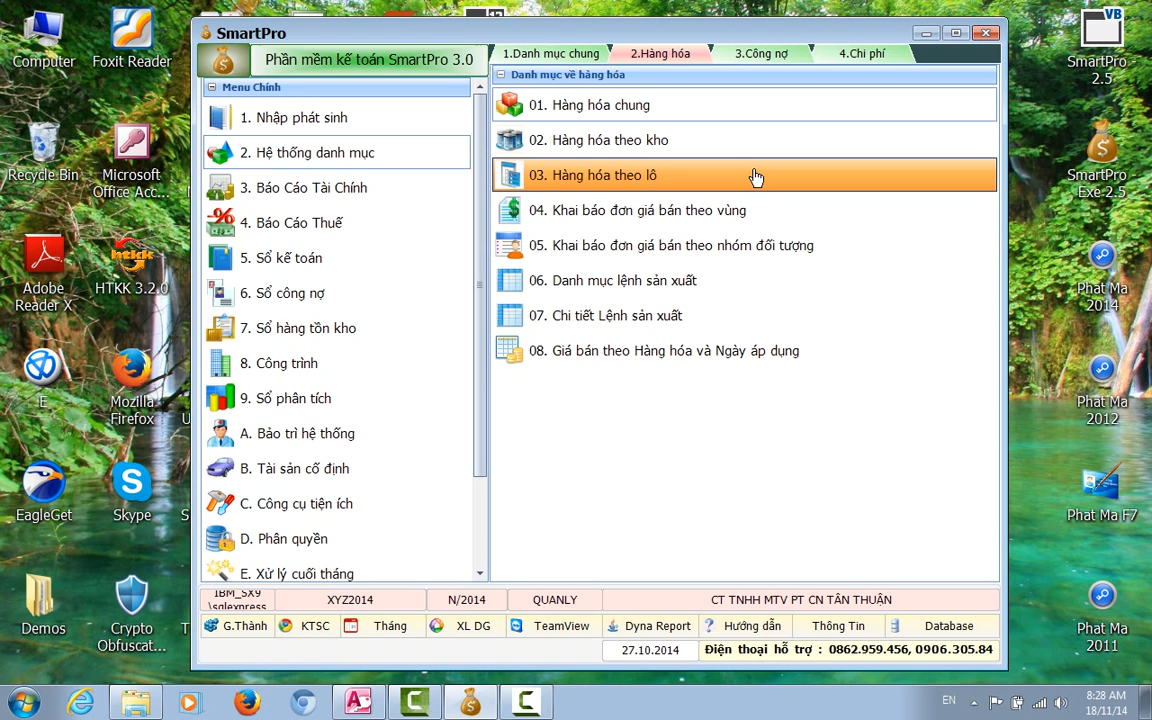 Computer
Foxit Reader
Recycle Bin
Microsoft
Office Acc...
Adobe
Reader X
HTKK 3.2.0
E
Mozilla
Firefox
EagleGet
Skype
Demos
Crypto
Obfuscat...
SmartPro
Phần mềm kế toán SmartPro 3.0
1.Danh mục chung
2.Hàng hóa
3.Công nợ
4.Chi phí
Menu Chính
1. Nhập phát sinh
2. Hệ thống danh mục
3. Báo Cáo Tài Chính
4. Báo Cáo Thuế
5. Sổ kế toán
6. Sổ công nợ
7. Sổ hàng tồn kho
8. Công trình
9. Sổ phân tích
A. Bảo trì hệ thống
B. Tài sản cố định
C. Công cụ tiện ích
D. Phân quyền
E. Xử lý cuối tháng
Danh mục về hàng hóa
01. Hàng hóa chung
02. Hàng hóa theo kho
03. Hàng hóa theo lô
04. Khai báo đơn giá bán theo vùng
05. Khai báo đơn giá bán theo nhóm đối tượng
06. Danh mục lệnh sản xuất
07. Chi tiết Lệnh sản xuất
08. Giá bán theo Hàng hóa và Ngày áp dụng
IBM_SX9
\sqlexpress
XYZ2014
N/2014
QUANLY
CT TNHH MTV PT CN TÂN THUẬN
G.Thành
KTSC
Tháng
XL DG
TeamView
Dyna Report
Hướng dẫn
Thông Tin
Database
27.10.2014
Điện thoại hỗ trợ : 0862.959.456, 0906.305.84
VB
SmartPro -
2.5
SmartPro
Exe 2.5
Phat Ma
2014
Phat Ma
2012
Phat Ma F7
Phat Ma
2011
EN
8:28 AM
18/11/14